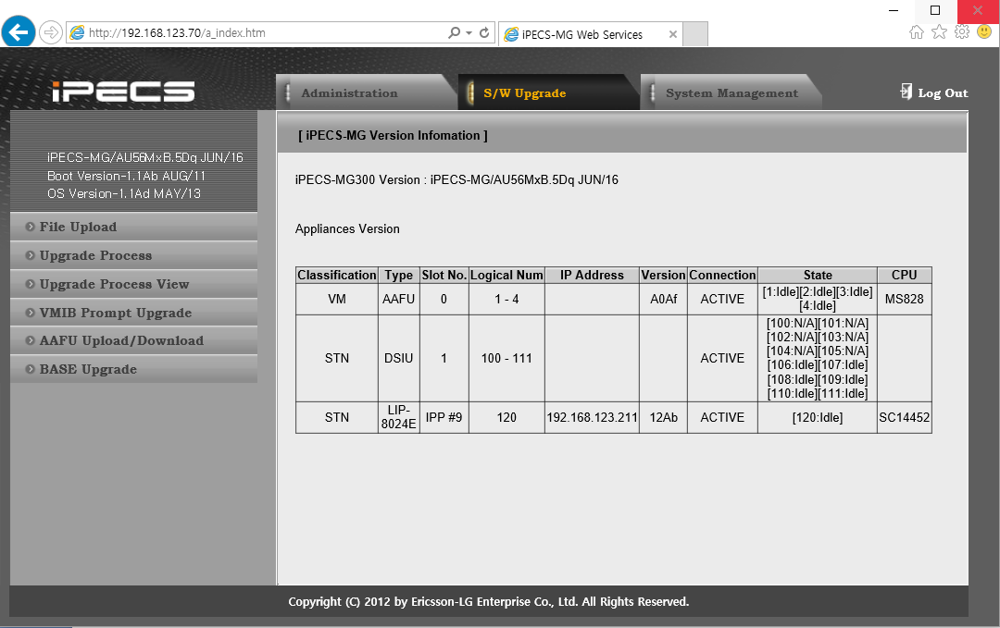 http://192.168.123.70/a_index.htm
iPECS-MG Web Services
iPECS
Administration
S/W Upgrade
System Management
Log Out
iPECS-MG/AU56MxB.5Dq JUN/16
Boot Version-1.1Ab AUG/11
OS Version-1.1Ad MAY/13
File Upload
Upgrade Process
Upgrade Process View
VMIB Prompt Upgrade
AAFU Upload/Download
BASE Upgrade
[ iPECS-MG Version Infomation ]
iPECS-MG300 Version : iPECS-MG/AU56MxB.5Dq JUN/16
Appliances Version
Classification Type Slot No. Logical Num IP Address Version Connection State CPU
VM AAFU 0 1 - 4 A0Af ACTIVE [1:Idle][2:Idle][3:Idle] MS828
[4:Idle]
STN DSIU 1 100 - 111 ACTIVE [100:N/A][101:N/A]
[102:N/A][103:N/A]
[104:N/A][105:N/A]
[106:Idle][107:Idle]
[108:Idle][109:Idle]
[110:Idle][111:Idle]
STN LIP- IPP #9 120 192.168.123.211 12Ab ACTIVE [120:Idle] SC14452
8024E
Copyright (C) 2012 by Ericsson-LG Enterprise Co., Ltd. All Rights Reserved.